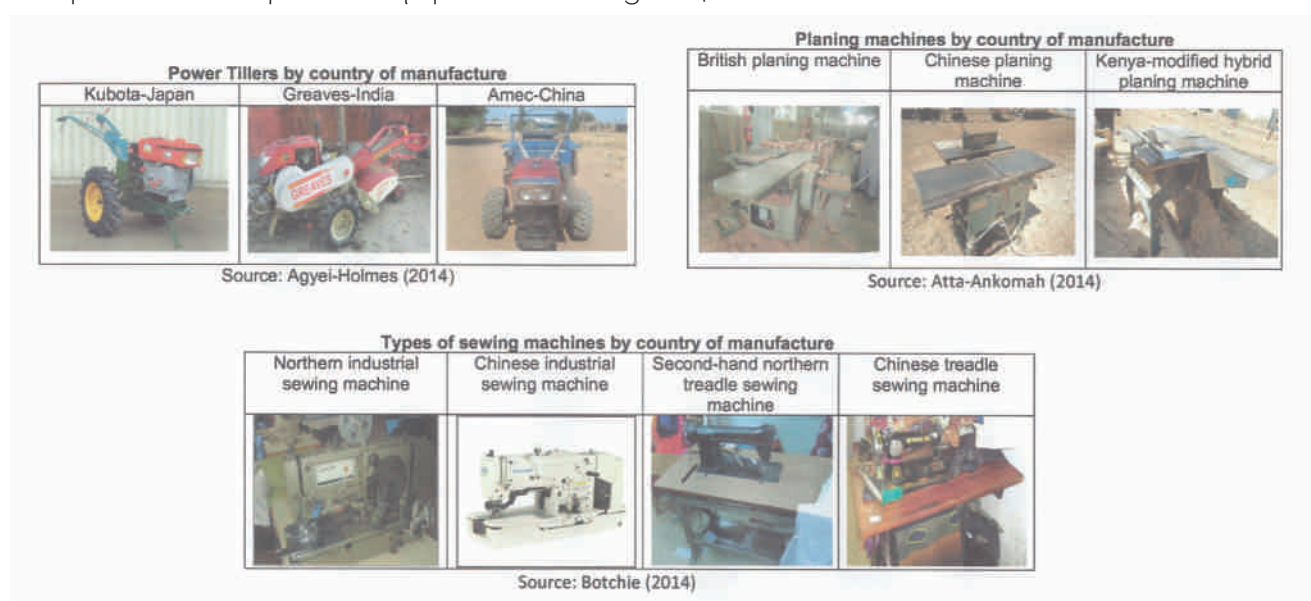 Power Tillers by country of manufacture
Kubota-Japan
Greaves-India
Amec-China
GREAVES
Source: Agyei-Holmes (2014)
Planing machines by country of manufacture
British planing machine
Chinese planing
machine
Kenya-modified hybrid
planing machine
Source: Atta-Ankomah (2014)
Types of sewing machines by country of manufacture
Northern industrial
sewing machine
Chinese industrial
sewing machine
Second-hand northern
treadle sewing
machine
Chinese treadle
sewing machine
Source: Botchie (2014)